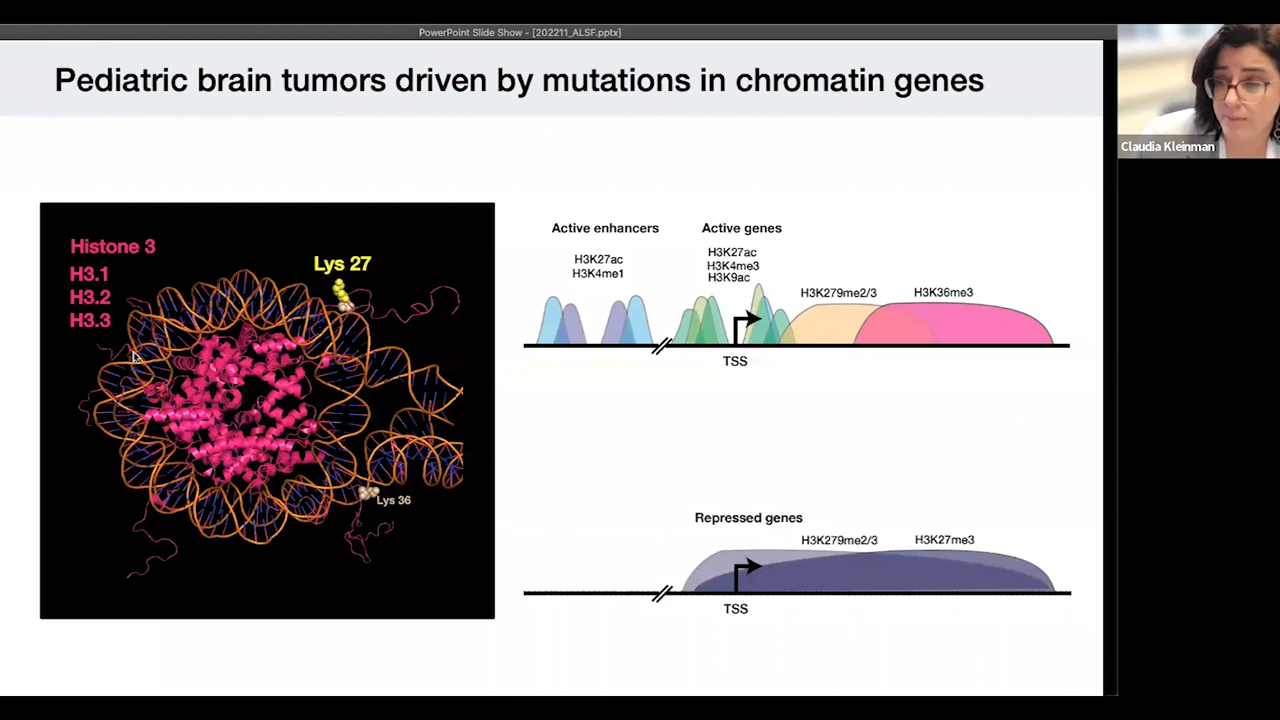 PowerPoint Slide Show - [202211_ALSF.pptx]
Pediatric brain tumors driven by mutations in chromatin genes
Claudia Kleinman
Histone 3
H3.1
H3.2
H3.3
Lys 27
Lys 36
Active enhancers
H3K27ac
H3K4me1
Active genes
H3K27ac
H3K4me3
H3K9ac
H3K279me2/3
H3K36me3
TSS
Repressed genes
H3K279me2/3
H3K27me3
TSS